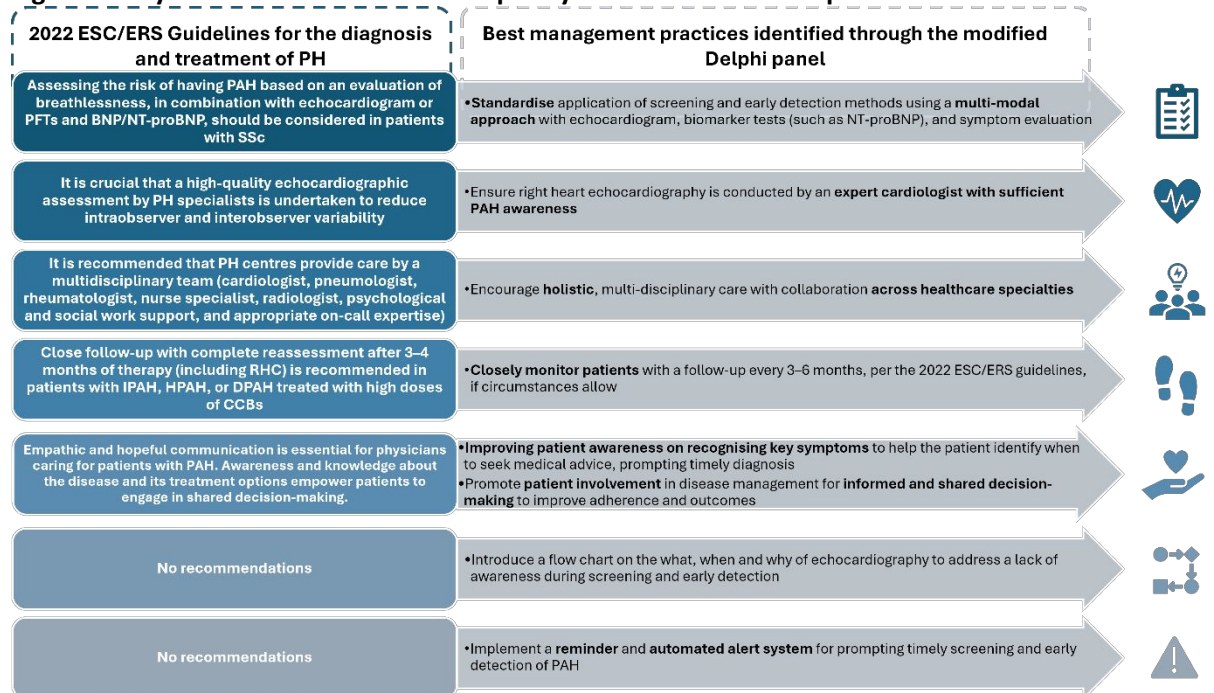 2022 ESC/ERS Guidelines for the diagnosis
and treatment of PH
Best management practices identified through the modified
Delphi panel
Assessing the risk of having PAH based on an evaluation of
breathlessness, in combination with echocardiogram or
PFTs and BNP/NT-proBNP, should be considered in patients
with SSc
•Standardise application of screening and early detection methods using a multi-modal
approach with echocardiogram, biomarker tests (such as NT-proBNP), and symptom evaluation
It is crucial that a high-quality echocardiographic
assessment by PH specialists is undertaken to reduce
intraobserver and interobserver variability
•Ensure right heart echocardiography is conducted by an expert cardiologist with sufficient
PAH awareness
It is recommended that PH centres provide care by a
multidisciplinary team (cardiologist, pneumologist,
rheumatologist, nurse specialist, radiologist, psychological
and social work support, and appropriate on-call expertise)
•Encourage holistic, multi-disciplinary care with collaboration across healthcare specialties
Close follow-up with complete reassessment after 3–4
months of therapy (including RHC) is recommended in
patients with IPAH, HPAH, or DPAH treated with high doses
of CCBs
•Closely monitor patients with a follow-up every 3–6 months, per the 2022 ESC/ERS guidelines,
if circumstances allow
Empathic and hopeful communication is essential for physicians
caring for patients with PAH. Awareness and knowledge about
the disease and its treatment options empower patients to
engage in shared decision-making.
•Improving patient awareness on recognising key symptoms to help the patient identify when
to seek medical advice, prompting timely diagnosis
•Promote patient involvement in disease management for informed and shared decision-
making to improve adherence and outcomes
No recommendations
•Introduce a flow chart on the what, when and why of echocardiography to address a lack of
awareness during screening and early detection
No recommendations
•Implement a reminder and automated alert system for prompting timely screening and early
detection of PAH